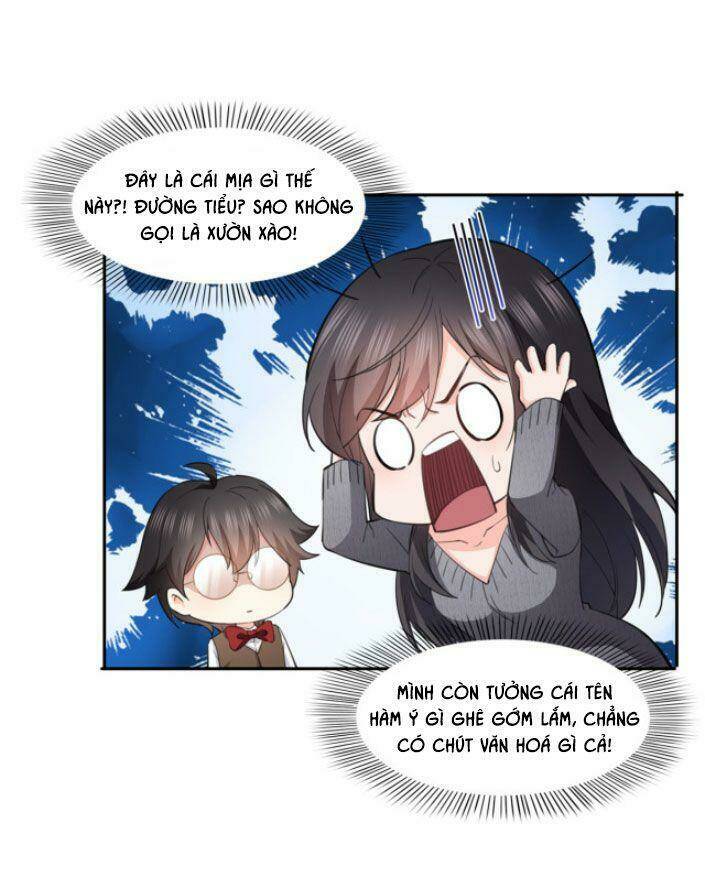 ĐÂY LÀ CÁI MỊA GÌ THẾ
NÀY?! ĐƯỜNG TIỂU? SAO KHÔNG
GỌI LÀ XƯỜN XÀO!
MÌNH CÒN TƯỞNG CÁI TÊN
HÀM Ý GÌ GHÊ GỚM LẮM, CHẲNG
CÓ CHÚT VĂN HOÁ GÌ CẢ!